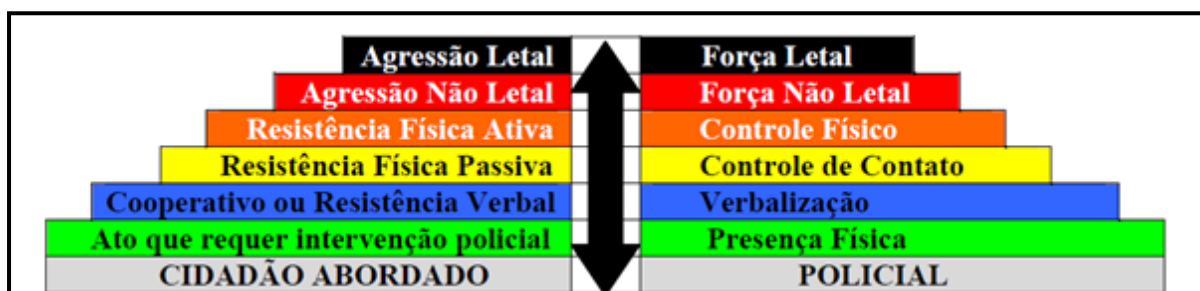 Agressão Letal Força Letal
Agressão Não Letal Força Não Letal
Resistência Física Ativa Controle Físico
Resistência Física Passiva Controle de Contato
Cooperativo ou Resistência Verbal Verbalização
Ato que requer intervenção policial Presença Física
CIDADÃO ABORDADO POLICIAL